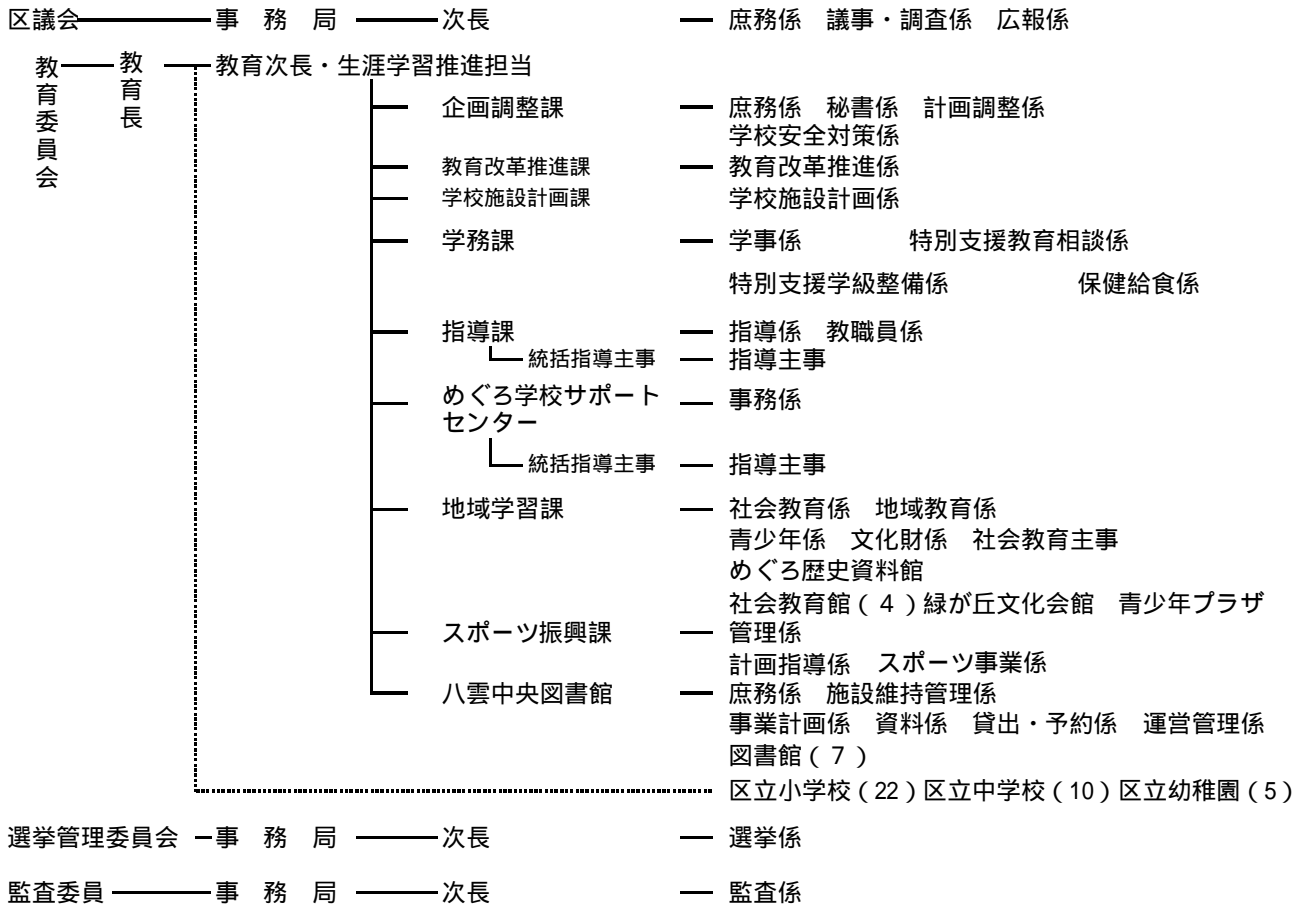 区議会 事 務 局 次長 庶務係 議事・調査係 広報係
教育委員会 教育長 教育次長・生涯学習推進担当
企画調整課 庶務係 秘書係 計画調整係
学校安全対策係
教育改革推進課 教育改革推進係
学校施設計画課 学校施設計画係
学務課 学事係 特別支援教育相談係
特別支援学級整備係 保健給食係
指導課 指導係 教職員係
統括指導主事 指導主事
めぐろ学校サポート 事務係
センター
統括指導主事 指導主事
地域学習課 社会教育係 地域教育係
青少年係 文化財係 社会教育主事
めぐろ歴史資料館
社会教育館(4)緑が丘文化会館 青少年プラザ
スポーツ振興課 管理係
計画指導係 スポーツ事業係
八雲中央図書館 庶務係 施設維持管理係
事業計画係 資料係 貸出・予約係 運営管理係
図書館(7)
区立小学校(22)区立中学校(10)区立幼稚園(5)
選挙管理委員会 事 務 局 次長 選挙係
監査委員 事 務 局 次長 監査係